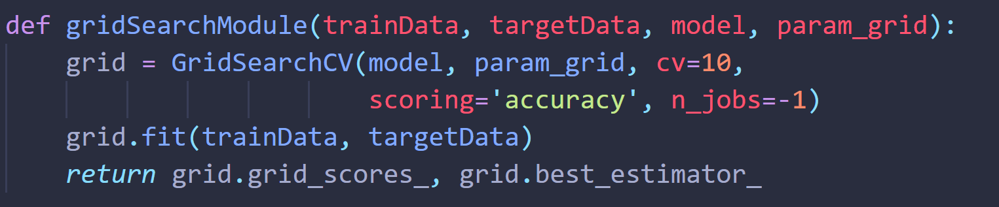 def gridSearchModule(trainData, targetData, model, param_grid):
    grid = GridSearchCV(model, param_grid, cv=10,
                        scoring='accuracy', n_jobs=-1)
    grid.fit(trainData, targetData)
    return grid.grid_scores_, grid.best_estimator_